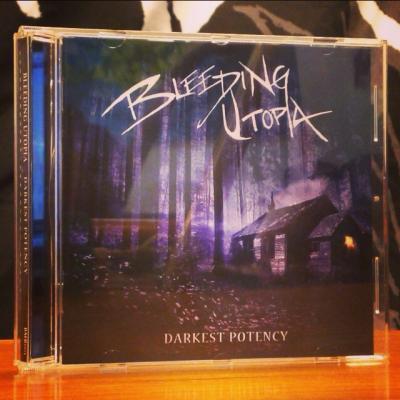 BLEEDING
UTOPIA
DARKEST POTENCY
BLEEDING UTOPIA DARKEST POTENCY